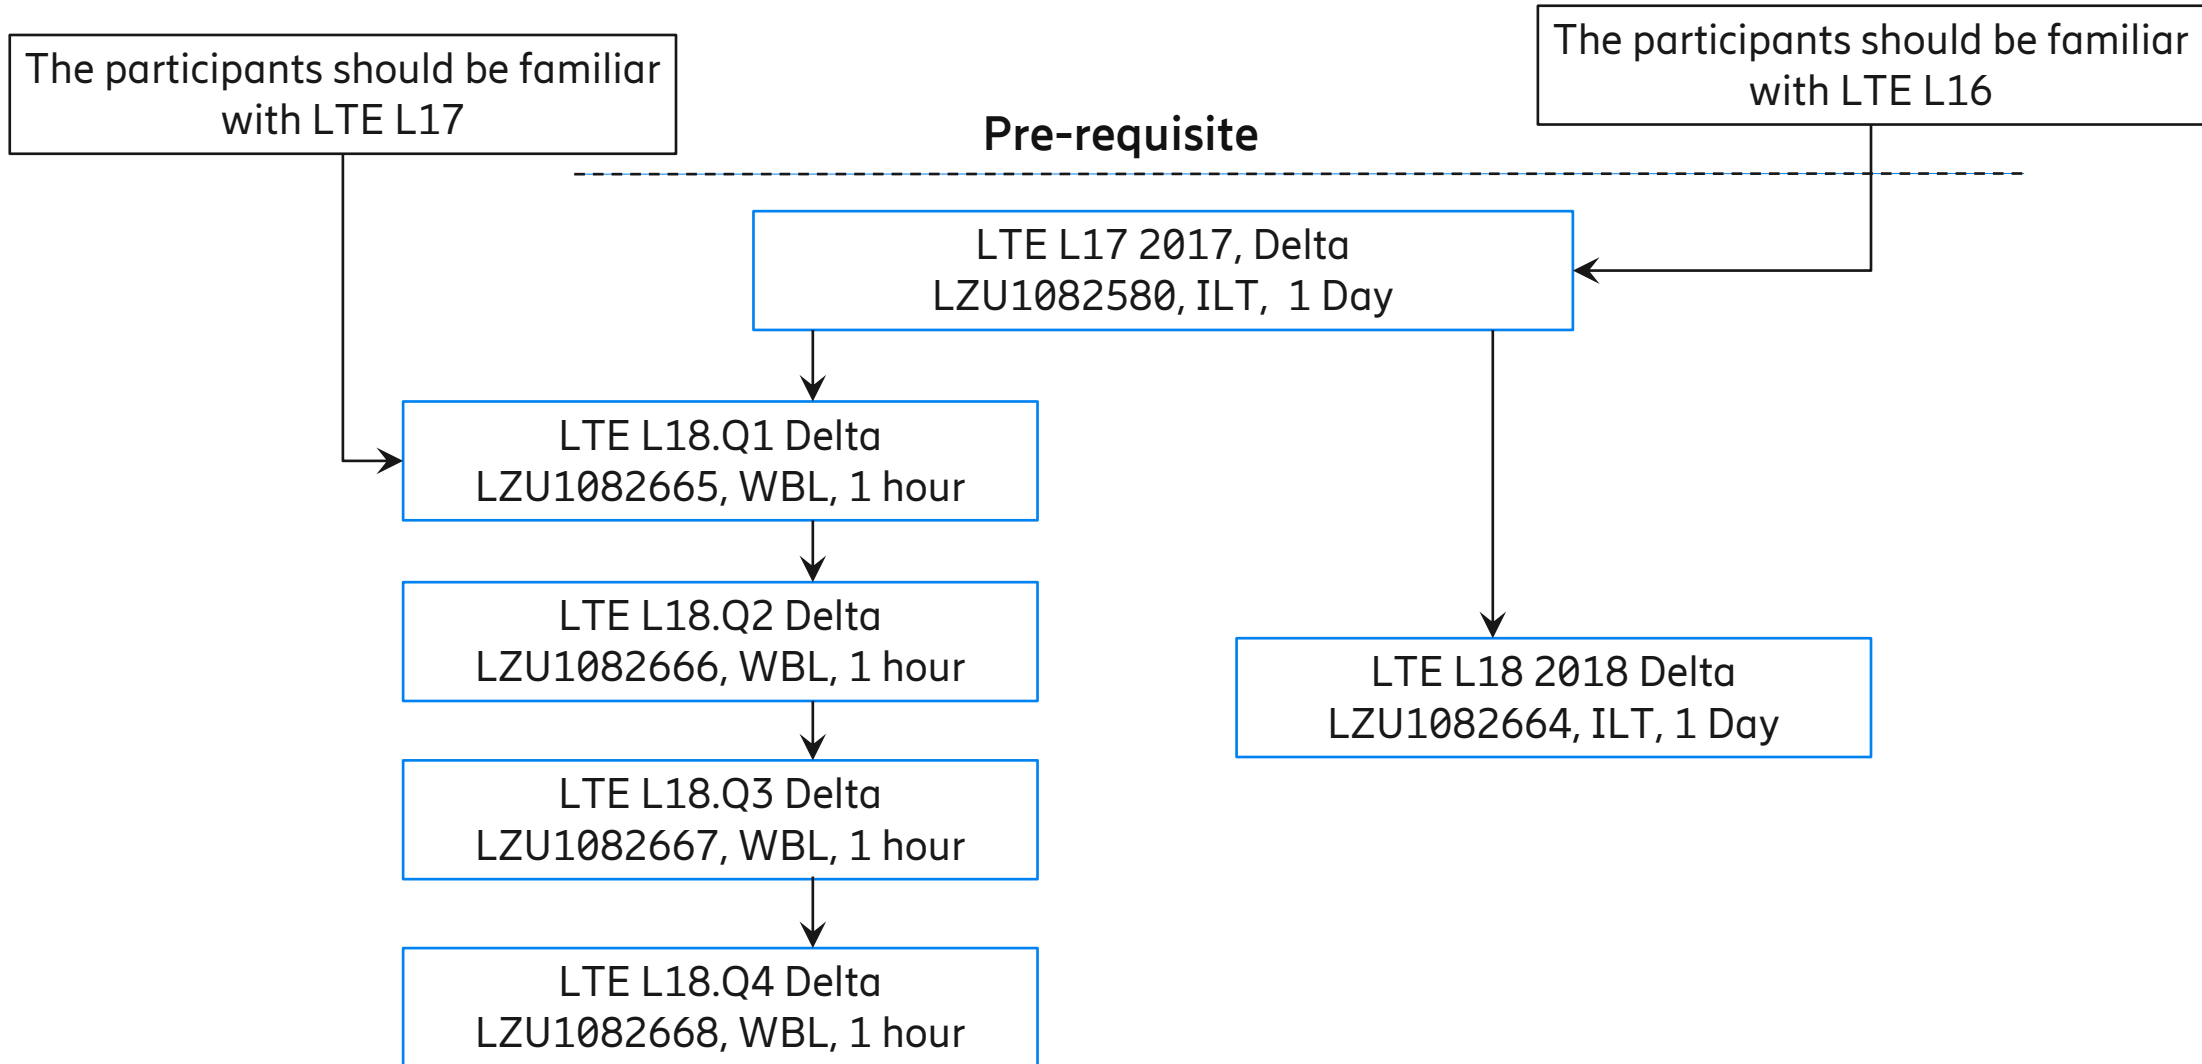 The participants should be familiar
with LTE L17
The participants should be familiar
with LTE L16
Pre-requisite
LTE L17 2017, Delta
LZU1082580, ILT, 1 Day
LTE L18.Q1 Delta
LZU1082665, WBL, 1 hour
LTE L18.Q2 Delta
LZU1082666, WBL, 1 hour
LTE L18 2018 Delta
LZU1082664, ILT, 1 Day
LTE L18.Q3 Delta
LZU1082667, WBL, 1 hour
LTE L18.Q4 Delta
LZU1082668, WBL, 1 hour